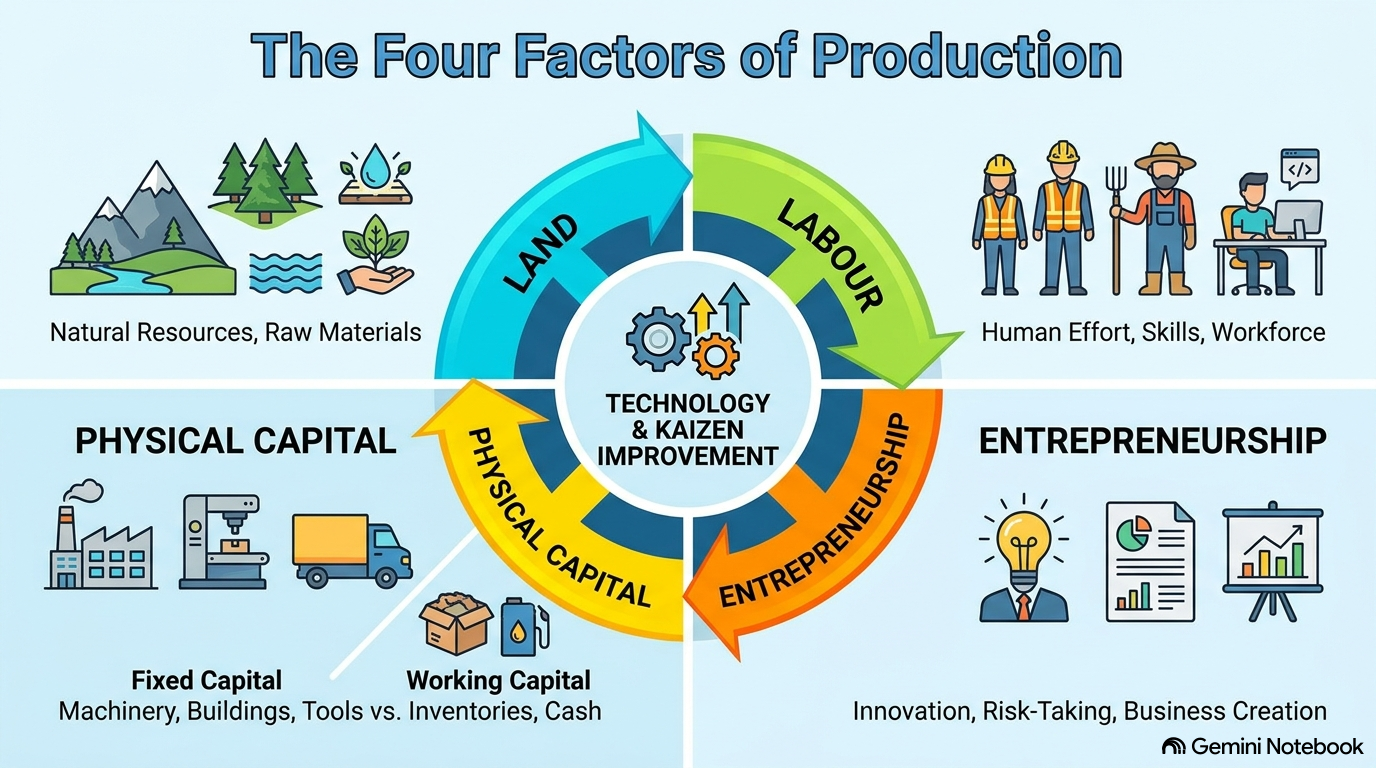 The Four Factors of Production
LAND
Natural Resources, Raw Materials
LABOUR
</>
Human Effort, Skills, Workforce
TECHNOLOGY
& KAIZEN
IMPROVEMENT
PHYSICAL CAPITAL
PHYSICAL CAPITAL
Fixed Capital
Working Capital
Machinery, Buildings, Tools vs. Inventories, Cash
ENTREPRENEURSHIP
ENTREPRENEURSHIP
Innovation, Risk-Taking, Business Creation
Gemini Notebook